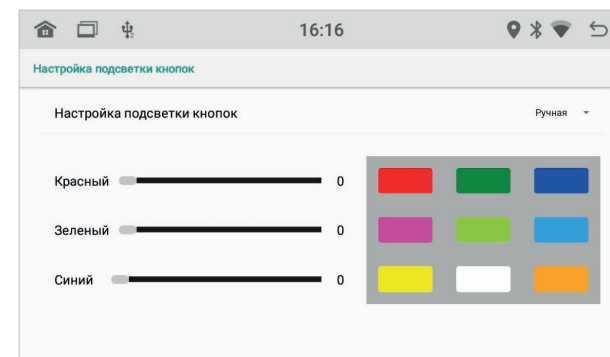 16:16
Настройка подсветки кнопок
Настройка подсветки кнопок Ручная
Красный 0
Зеленый 0
Синий 0